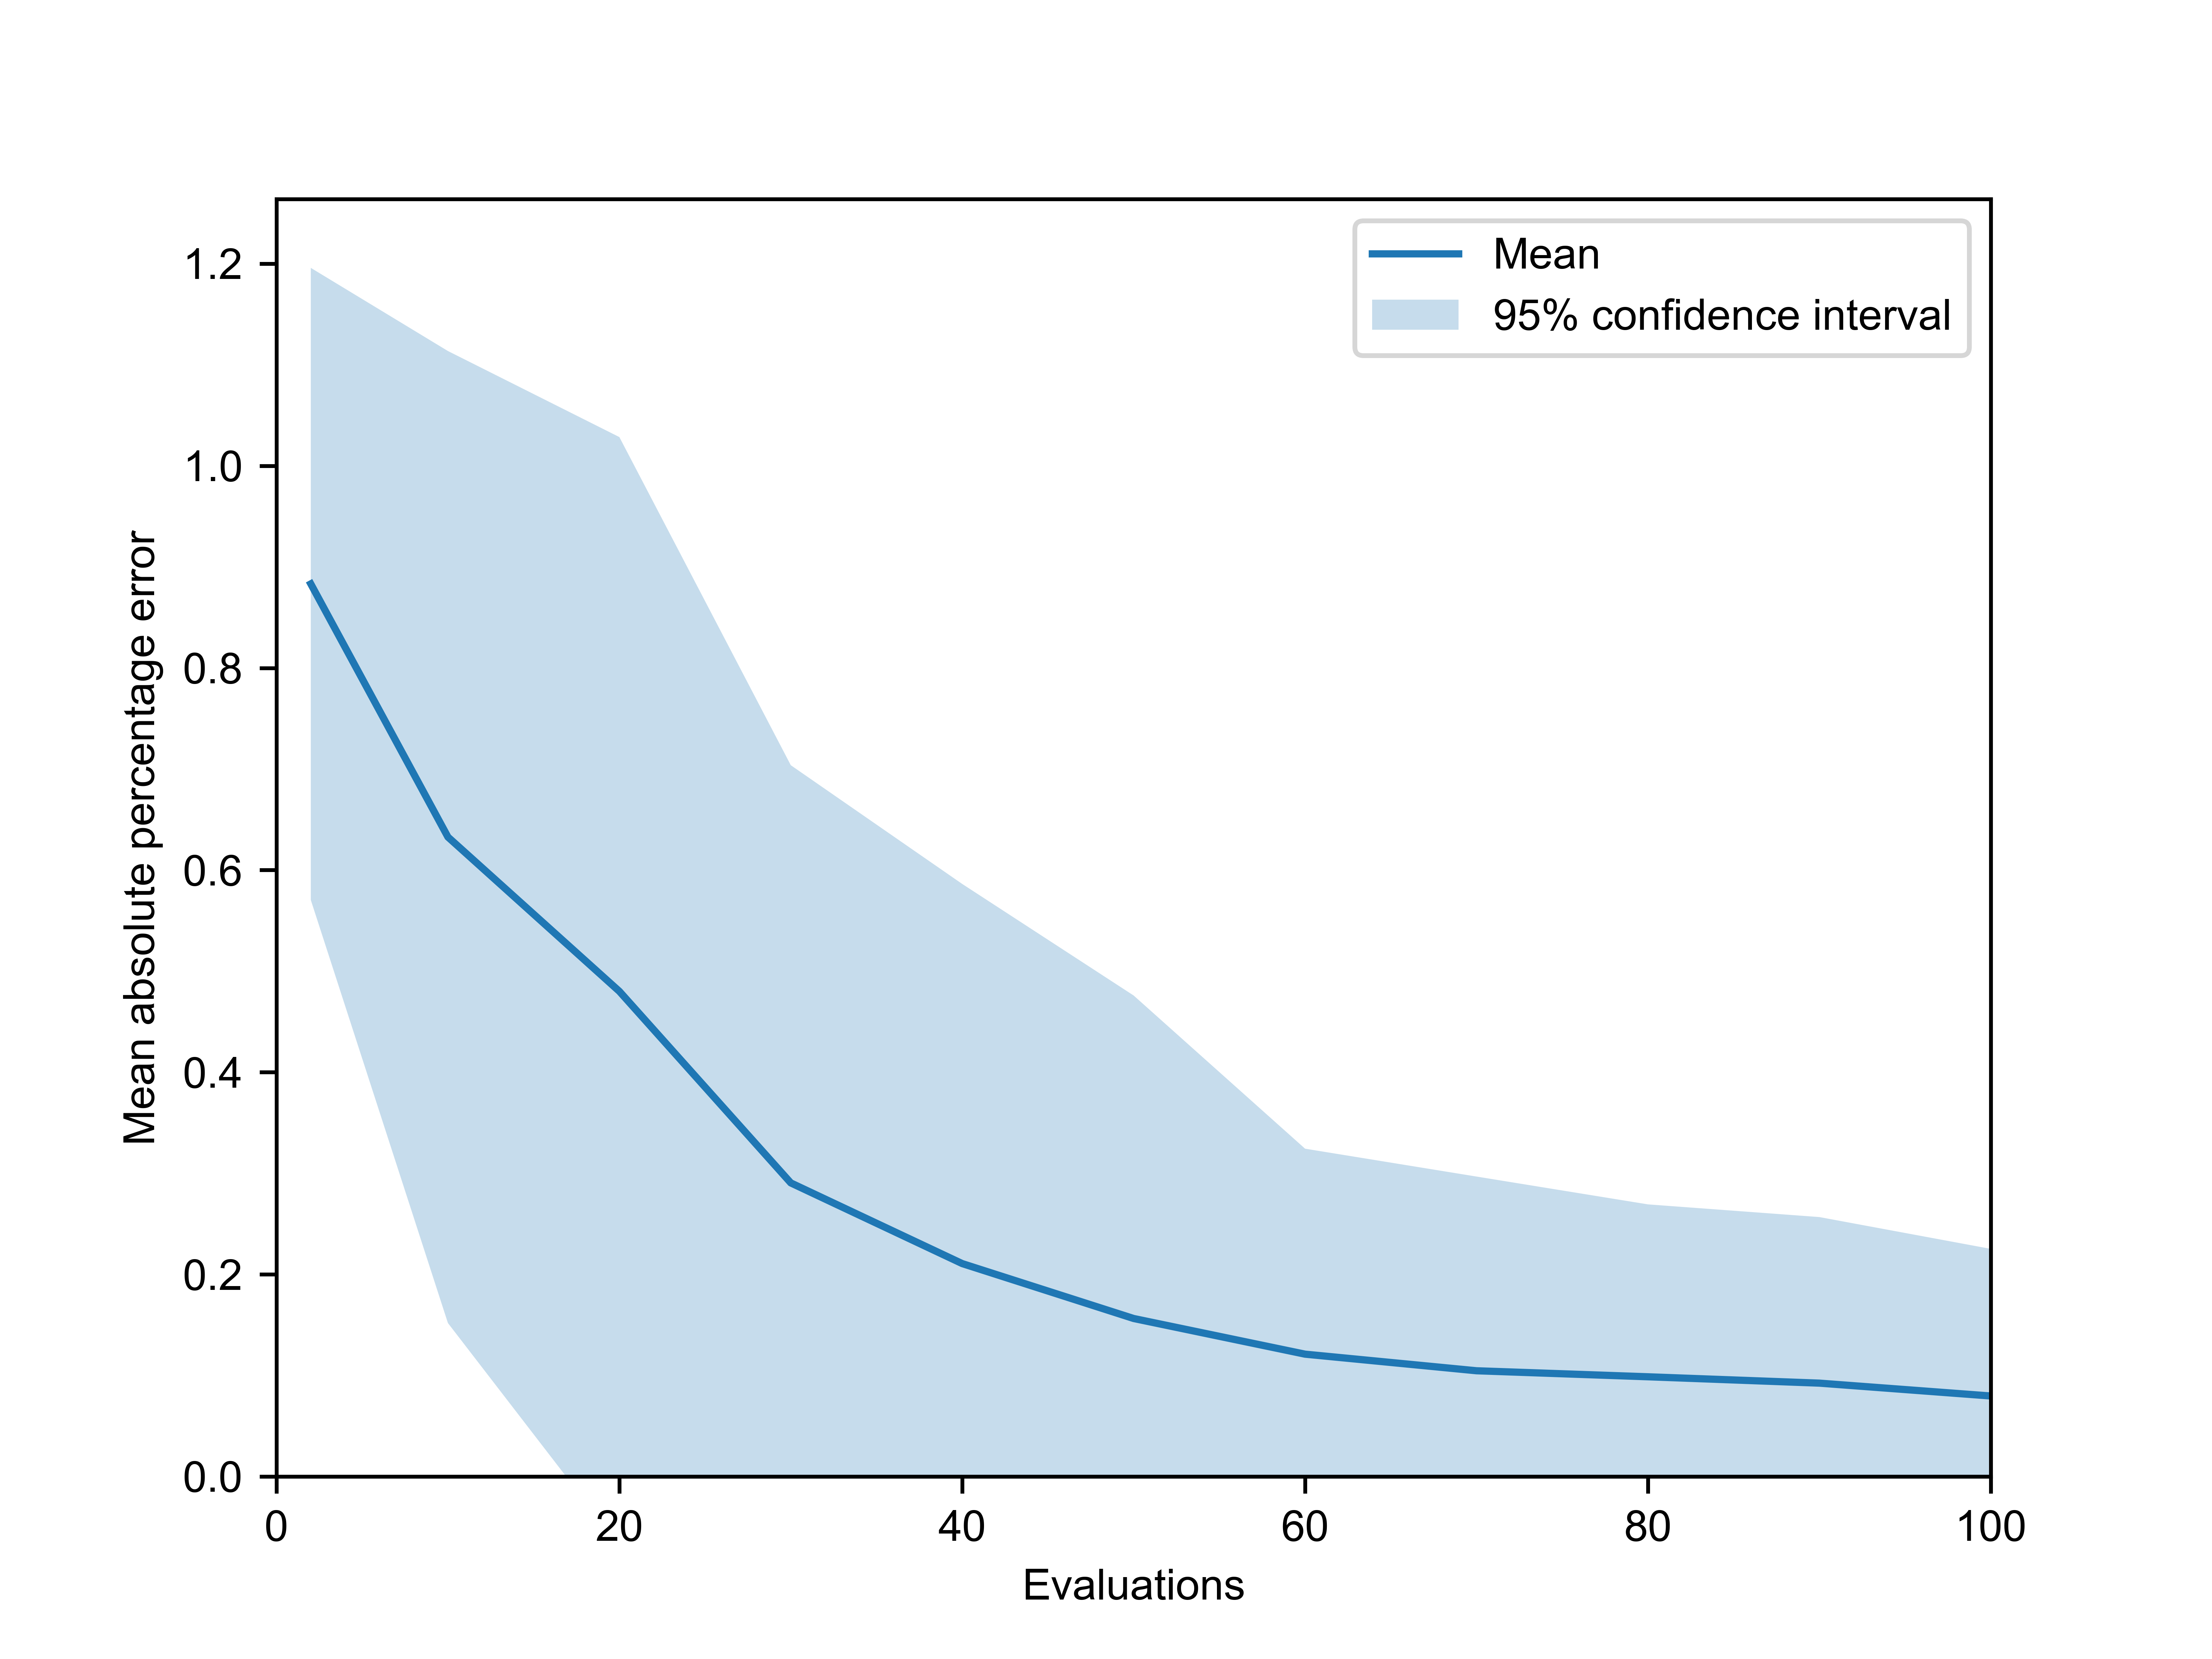 Mean
95% confidence interval
Mean absolute percentage error
1.2
1.0
0.8
0.6
0.4
0.2
0.0
0 20 40 60 80 100
Evaluations